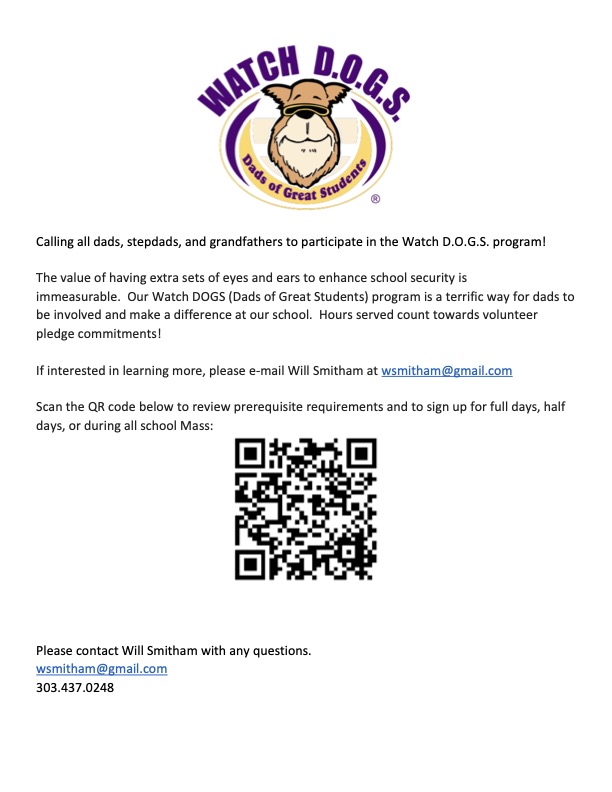 WATCH D.O.G.S.
Dads of Great Students
®
Calling all dads, stepdads, and grandfathers to participate in the Watch D.O.G.S. program!
The value of having extra sets of eyes and ears to enhance school security is
immeasurable.  Our Watch DOGS (Dads of Great Students) program is a terrific way for dads to
be involved and make a difference at our school.  Hours served count towards volunteer
pledge commitments!
If interested in learning more, please e-mail Will Smitham at wsmitham@gmail.com
Scan the QR code below to review prerequisite requirements and to sign up for full days, half
days, or during all school Mass:
Please contact Will Smitham with any questions.
wsmitham@gmail.com
303.437.0248